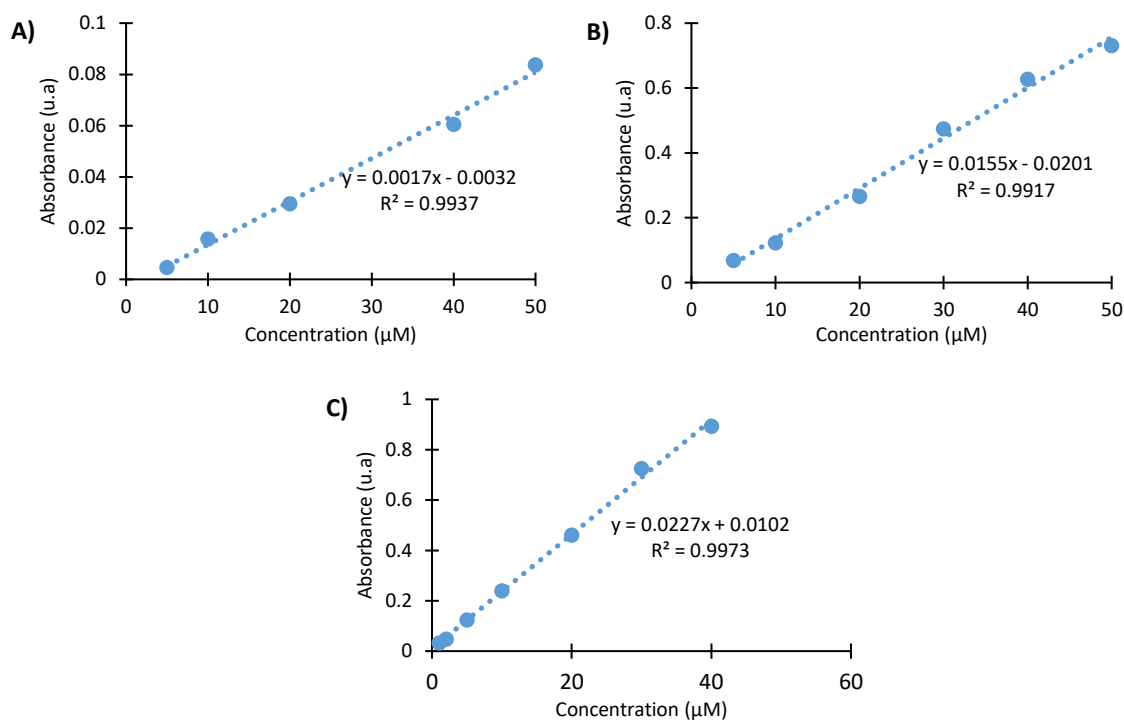 A)
Absorbance (u.a)
0.1
0.08
0.06
0.04
0.02
0
y = 0.0017x - 0.0032
R² = 0.9937
0 10 20 30 40 50
Concentration (µM)
B)
Absorbance (u.a)
0.8
0.6
0.4
0.2
0
y = 0.0155x - 0.0201
R² = 0.9917
0 10 20 30 40 50
Concentration (µM)
C)
Absorbance (u.a)
1
0.8
0.6
0.4
0.2
0
y = 0.0227x + 0.0102
R² = 0.9973
0 20 40 60
Concentration (µM)